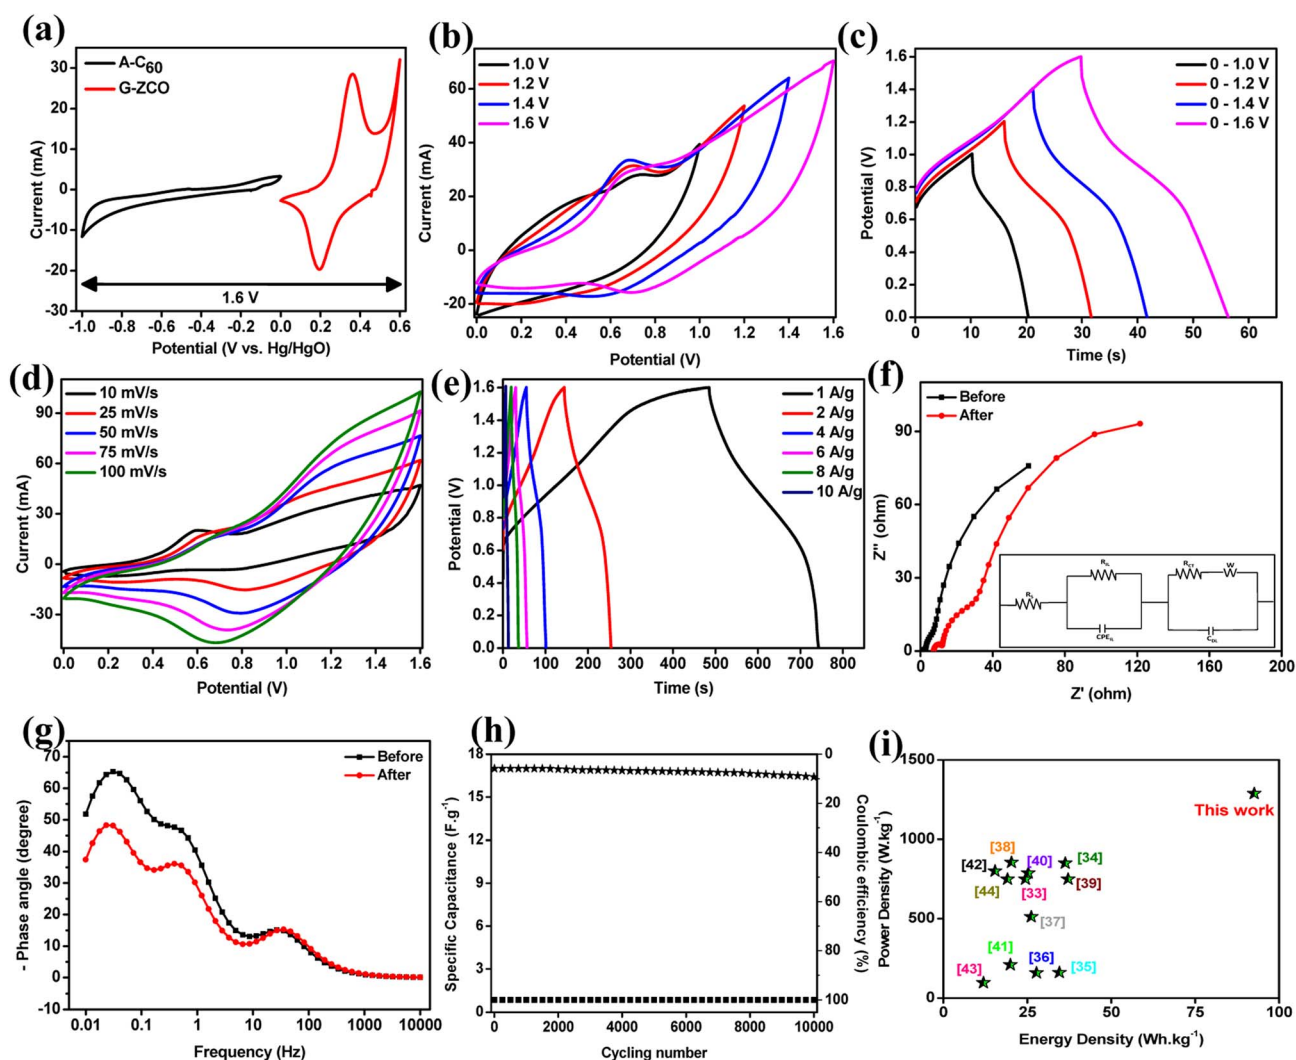 (a)
A-C60
G-ZCO
30
20
10
0
-10
-20
-30
Current (mA)
1.6 V
-1.0 -0.8 -0.6 -0.4 -0.2 0.0 0.2 0.4 0.6
Potential (V vs. Hg/HgO)
(b)
1.0 V
1.2 V
1.4 V
1.6 V
60
40
20
0
-20
Current (mA)
0.0 0.2 0.4 0.6 0.8 1.0 1.2 1.4 1.6
Potential (V)
(c)
0 - 1.0 V
0 - 1.2 V
0 - 1.4 V
0 - 1.6 V
1.6
1.4
1.2
1.0
0.8
0.6
0.4
0.2
0.0
Potential (V)
0 10 20 30 40 50 60
Time (s)
(d)
10 mV/s
25 mV/s
50 mV/s
75 mV/s
100 mV/s
90
60
30
0
-30
Current (mA)
0.0 0.2 0.4 0.6 0.8 1.0 1.2 1.4 1.6
Potential (V)
(e)
1 A/g
2 A/g
4 A/g
6 A/g
8 A/g
10 A/g
1.6
1.4
1.2
1.0
0.8
0.6
0.4
0.2
0.0
Potential (V)
0 100 200 300 400 500 600 700 800
Time (s)
(f)
Before
After
90
60
30
0
Z'' (ohm)
RS
RIL
CPEIL
RCT
W
CDL
0 40 80 120 160 200
Z' (ohm)
(g)
Before
After
70
60
50
40
30
20
10
0
-10
- Phase angle (degree)
0.01 0.1 1 10 100 1000 10000
Frequency (Hz)
(h)
18
15
12
9
6
3
0
Specific Capacitance (F.g-1)
0
20
40
60
80
100
Coulombic efficiency (%)
0 2000 4000 6000 8000 10000
Cycling number
(i)
1500
1000
500
0
Power Density (W.kg-1)
This work
[38]
[40]
[34]
[42]
[44]
[33]
[39]
[37]
[41]
[36]
[35]
[43]
0 25 50 75 100
Energy Density (Wh.kg-1)